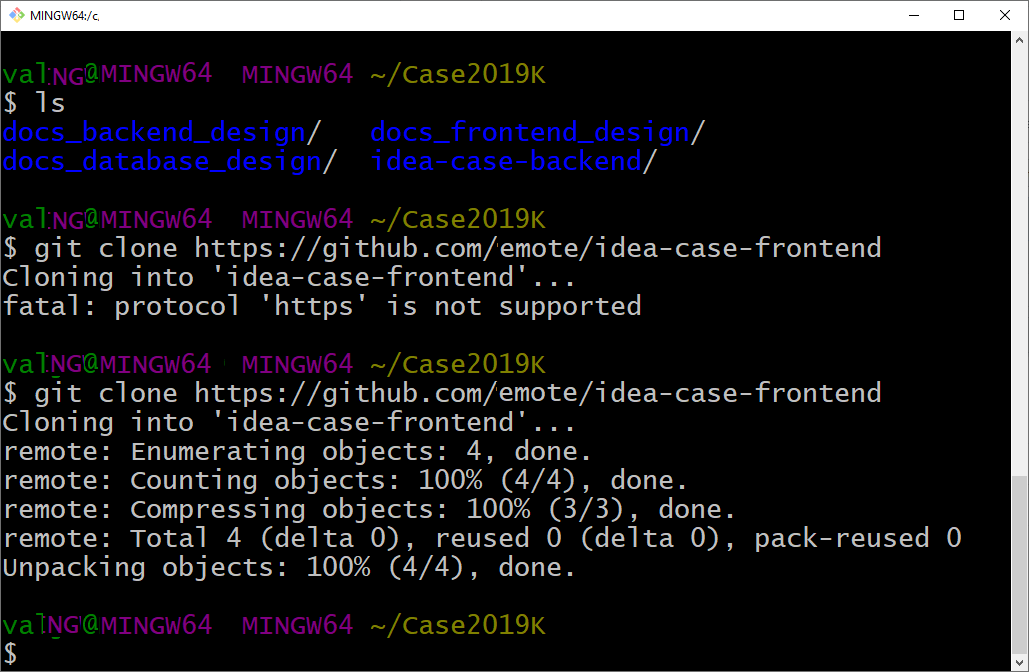 MINGW64:/c,
valNG@MINGW64 MINGW64 ~/Case2019K
$ ls
docs_backend_design/ docs_frontend_design/
docs_database_design/ idea-case-backend/
valNG@MINGW64 MINGW64 ~/Case2019K
$ git clone https://github.com/emote/idea-case-frontend
Cloning into 'idea-case-frontend'...
fatal: protocol 'https' is not supported
valNG@MINGW64 MINGW64 ~/Case2019K
$ git clone https://github.com/emote/idea-case-frontend
Cloning into 'idea-case-frontend'...
remote: Enumerating objects: 4, done.
remote: Counting objects: 100% (4/4), done.
remote: Compressing objects: 100% (3/3), done.
remote: Total 4 (delta 0), reused 0 (delta 0), pack-reused 0
Unpacking objects: 100% (4/4), done.
valNG@MINGW64 MINGW64 ~/Case2019K
$